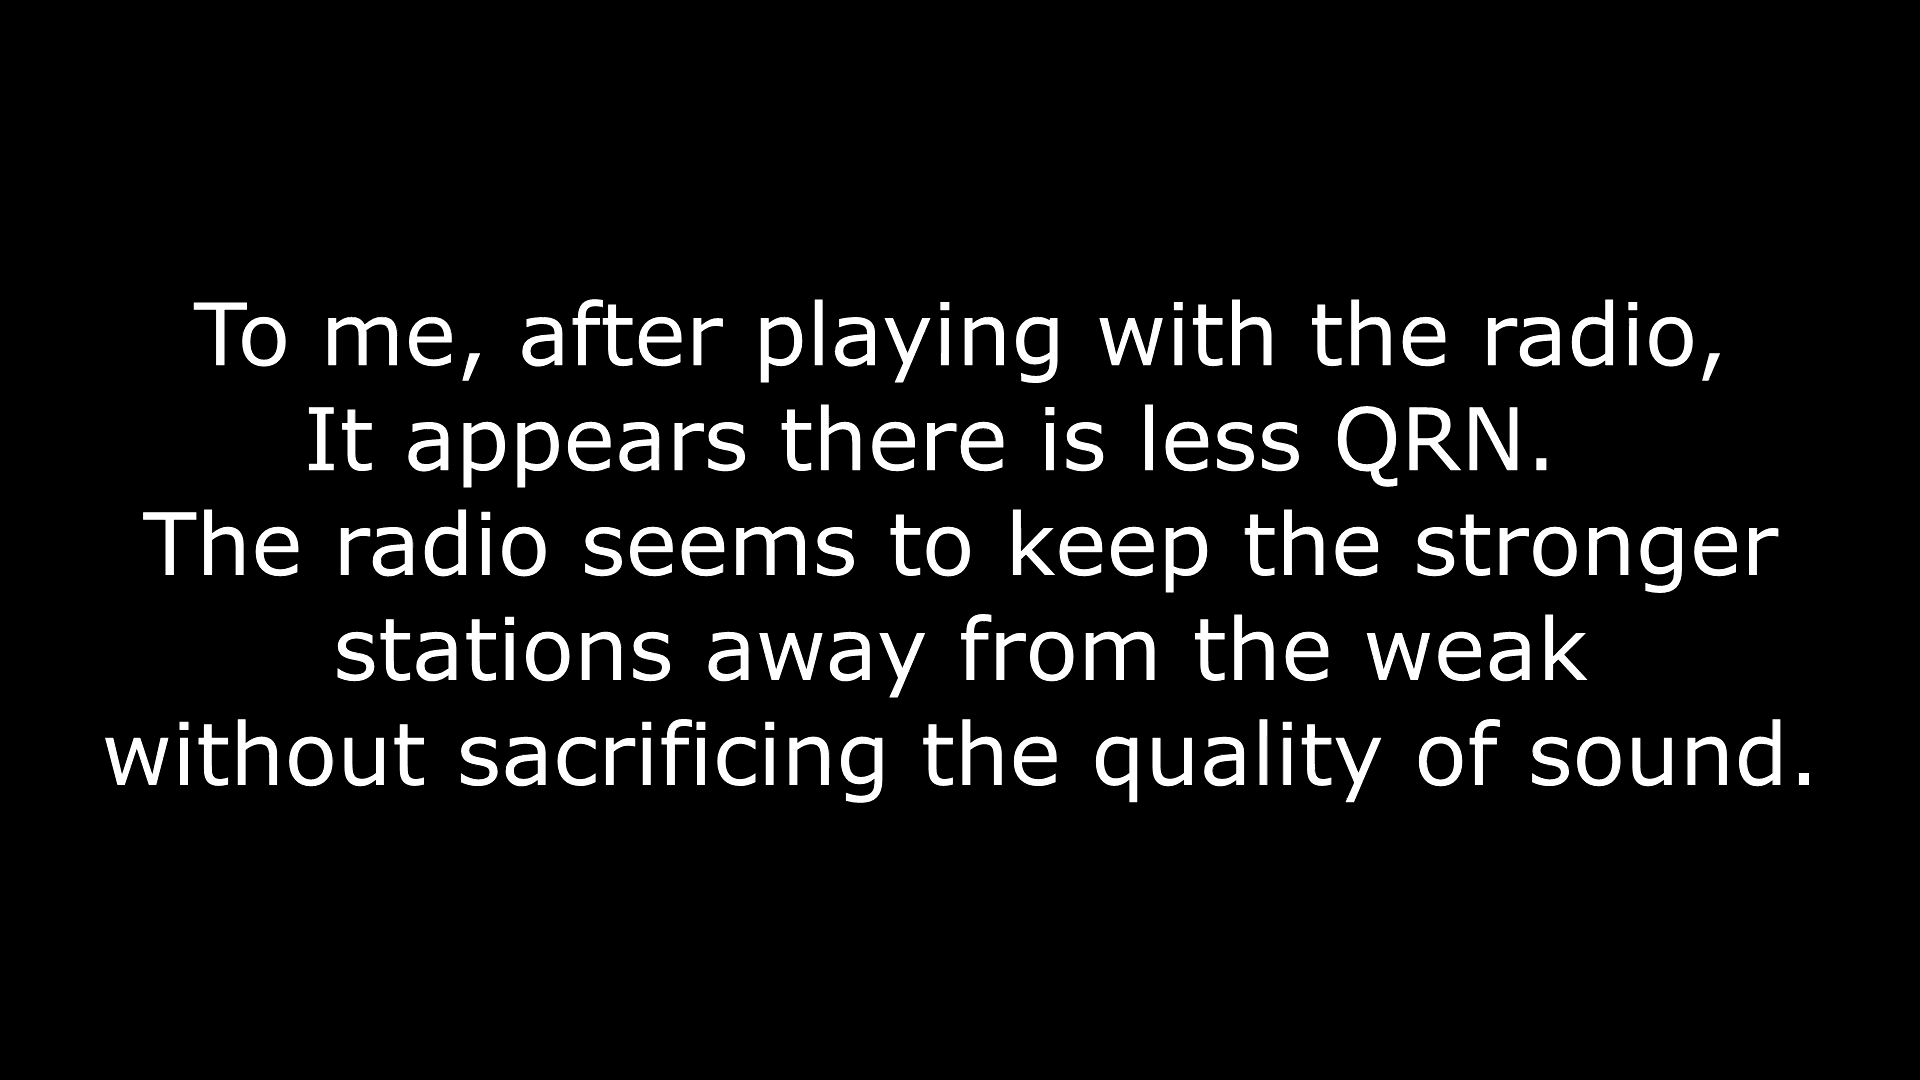 To me, after playing with the radio,
It appears there is less QRN.
The radio seems to keep the stronger
stations away from the weak
without sacrificing the quality of sound.